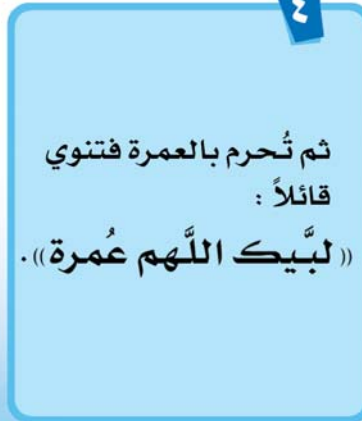 ٤
ثم تُحرم بالعمرة فتنوي
قائلاً :
(( لبَّيك اللَّهم عُمرة )).